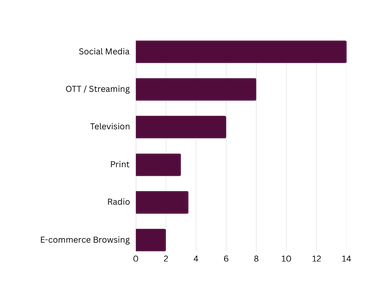 Social Media
OTT / Streaming
Television
Print
Radio
E-commerce Browsing
0 2 4 6 8 10 12 14